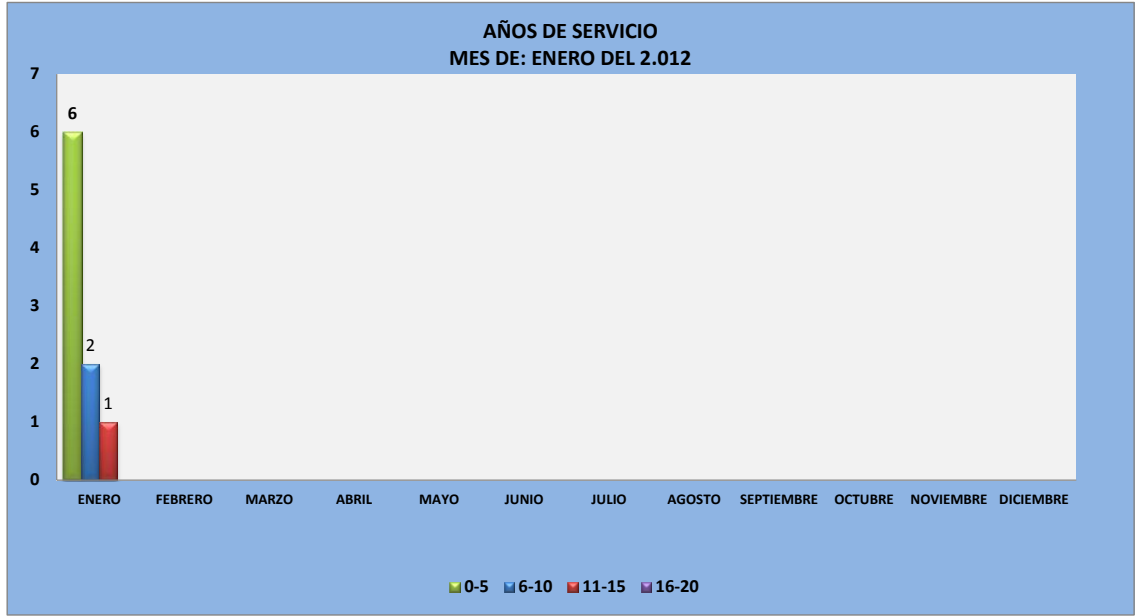 AÑOS DE SERVICIO
MES DE: ENERO DEL 2.012
7
6
5
4
3
2
1
0
6
2
1
ENERO FEBRERO MARZO ABRIL MAYO JUNIO JULIO AGOSTO SEPTIEMBRE OCTUBRE NOVIEMBRE DICIEMBRE
0-5 6-10 11-15 16-20